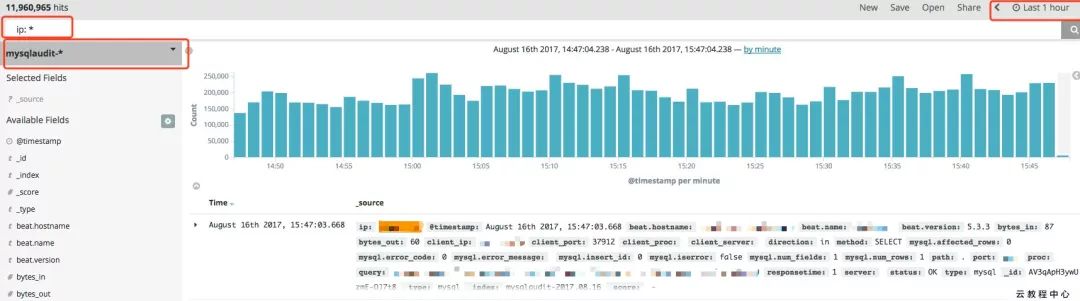 11,960,965 hits
New Save Open Share Last 1 hour
ip: *
mysqlaudit-*
Selected Fields
? _source
Available Fields
@timestamp
t _id
t _index
# _score
t _type
t beat.hostname
t beat.name
t beat.version
# bytes_in
# bytes_out
August 16th 2017, 14:47:04.238 - August 16th 2017, 15:47:04.238 — by minute
Count
250,000
200,000
150,000
100,000
50,000
0
14:50 14:55 15:00 15:05 15:10 15:15 15:20 15:25 15:30 15:35 15:40 15:45
@timestamp per minute
Time _source
August 16th 2017, 15:47:03.668 ip: @timestamp: August 16th 2017, 15:47:03.668 beat.hostname: beat.name: beat.version: 5.3.3 bytes_in: 87
bytes_out: 60 client_ip: client_port: 37912 client_proc: client_server: direction: in method: SELECT mysql.affected_rows: 0
mysql.error_code: 0 mysql.error_message: mysql.insert_id: 0 mysql.iserror: false mysql.num_fields: 1 mysql.num_rows: 1 path: . port: proc:
query: responsetime: 1 server: status: OK type: mysql _id: AV3qApH3ywU
zmE-OJ7t8 _type: mysql _index: mysqlaudit-2017.08.16 _score: -
云教程中心